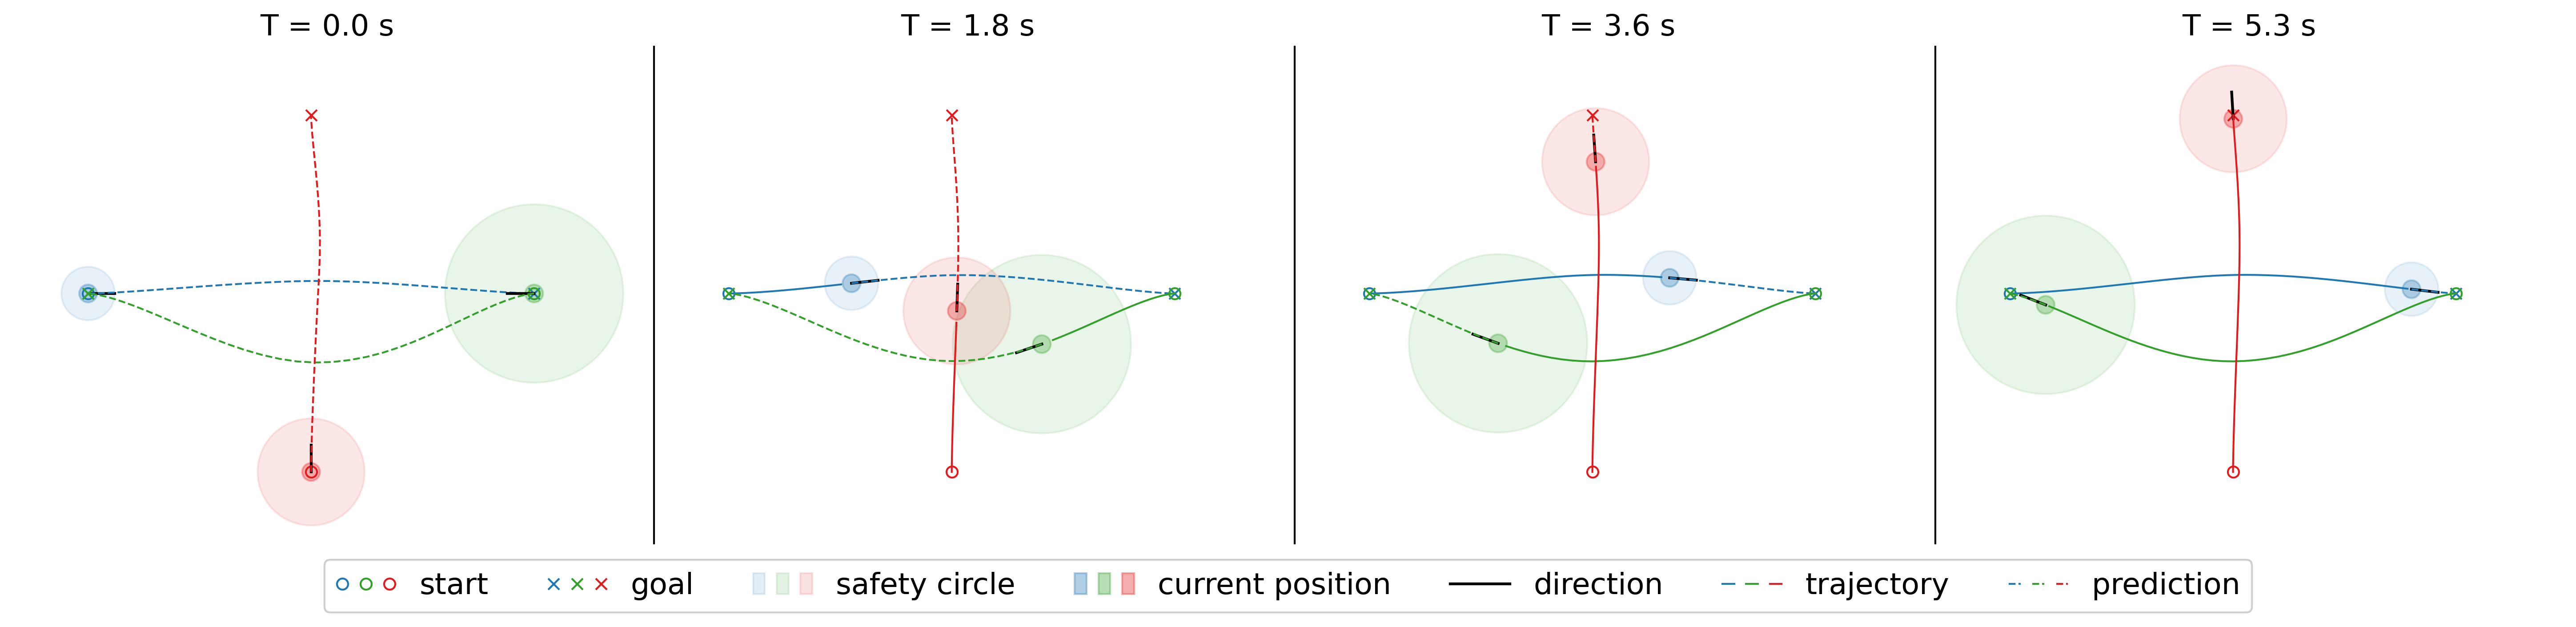 T = 0.0 s
T = 1.8 s
T = 3.6 s
T = 5.3 s
start goal safety circle current position direction trajectory prediction